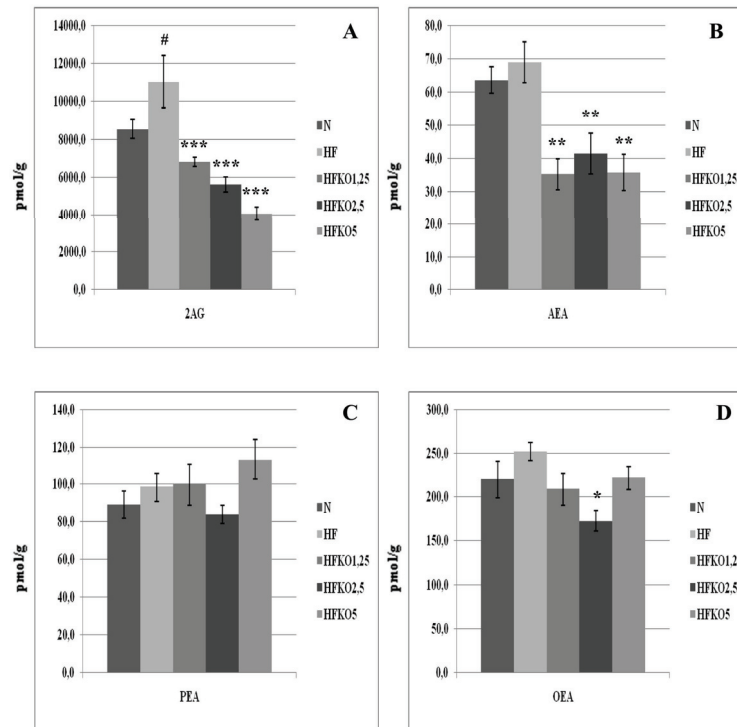 A
14000,0
12000,0
10000,0
8000,0
6000,0
4000,0
2000,0
0,0
pmol/g
#
***
***
***
2AG
N
HF
HFKO1,25
HFKO2,5
HFKO5
B
80,0
70,0
60,0
50,0
40,0
30,0
20,0
10,0
0,0
pmol/g
**
**
**
AEA
N
HF
HFKO1,25
HFKO2,5
HFKO5
C
140,0
120,0
100,0
80,0
60,0
40,0
20,0
0,0
pmol/g
PEA
N
HF
HFKO1,25
HFKO2,5
HFKO5
D
300,0
250,0
200,0
150,0
100,0
50,0
0,0
pmol/g
*
OEA
N
HF
HFKO1,2
HFKO2,5
HFKO5